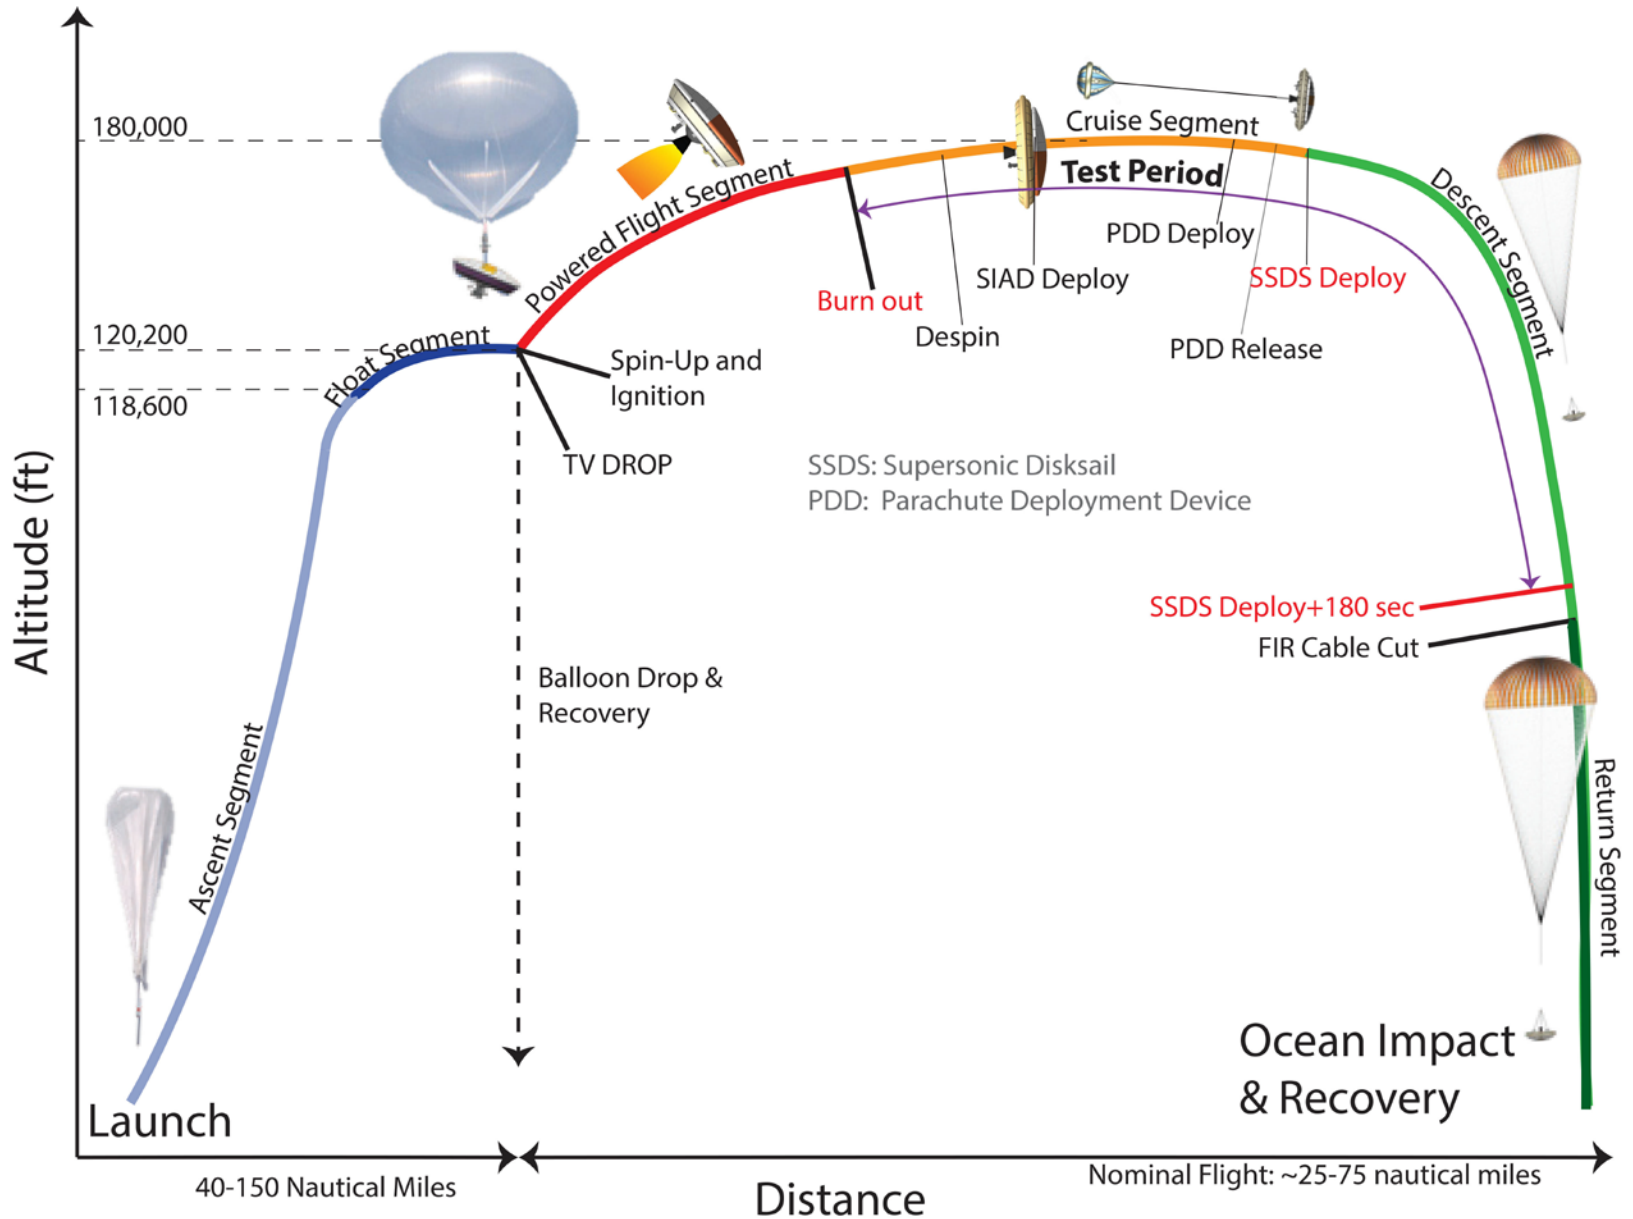 Altitude (ft)
180,000
120,200
118,600
Launch
Ascent Segment
Float Segment
Powered Flight Segment
Cruise Segment
Test Period
Descent Segment
Return Segment
Spin-Up and
Ignition
TV DROP
Balloon Drop &
Recovery
Burn out
Despin
SIAD Deploy
PDD Deploy
SSDS Deploy
PDD Release
SSDS: Supersonic Disksail
PDD: Parachute Deployment Device
SSDS Deploy+180 sec
FIR Cable Cut
Ocean Impact
& Recovery
40-150 Nautical Miles
Distance
Nominal Flight: ~25-75 nautical miles